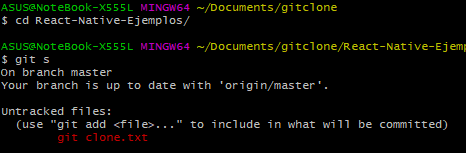 ASUS@NoteBook-X555L MINGW64 ~/Documents/gitclone
$ cd React-Native-Ejemplos/
ASUS@NoteBook-X555L MINGW64 ~/Documents/gitclone/React-Native-Ejemp
$ git s
On branch master
Your branch is up to date with 'origin/master'.
Untracked files:
(use "git add <file>..." to include in what will be committed)
git clone.txt